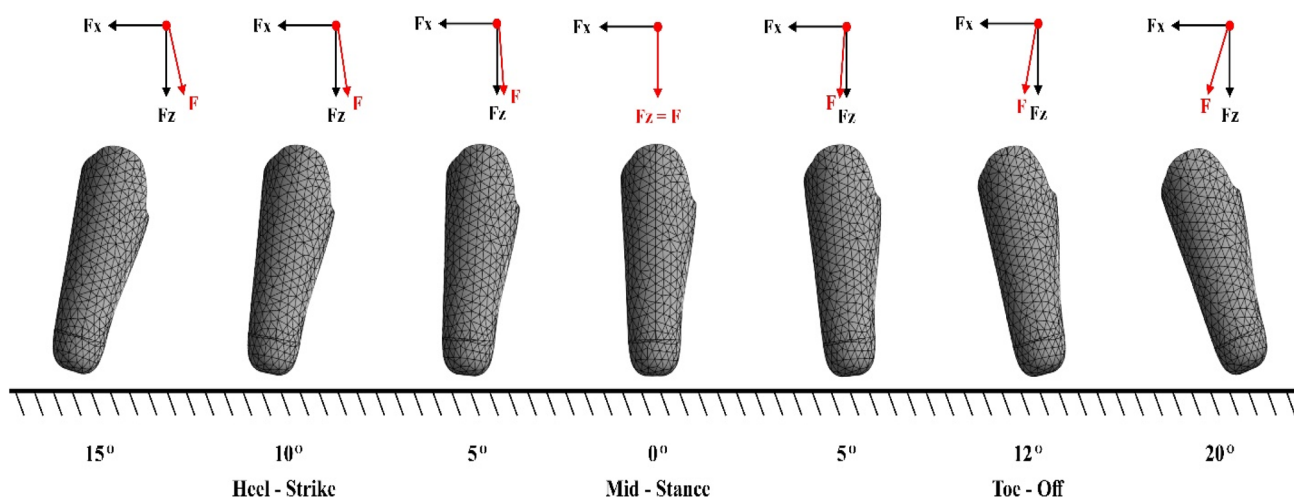 Fx Fx Fx Fx Fx Fx Fx
F F F F F F
Fz Fz Fz Fz = F Fz Fz Fz
15° 10° 5° 0° 5° 12° 20°
Heel - Strike Mid - Stance Toe - Off